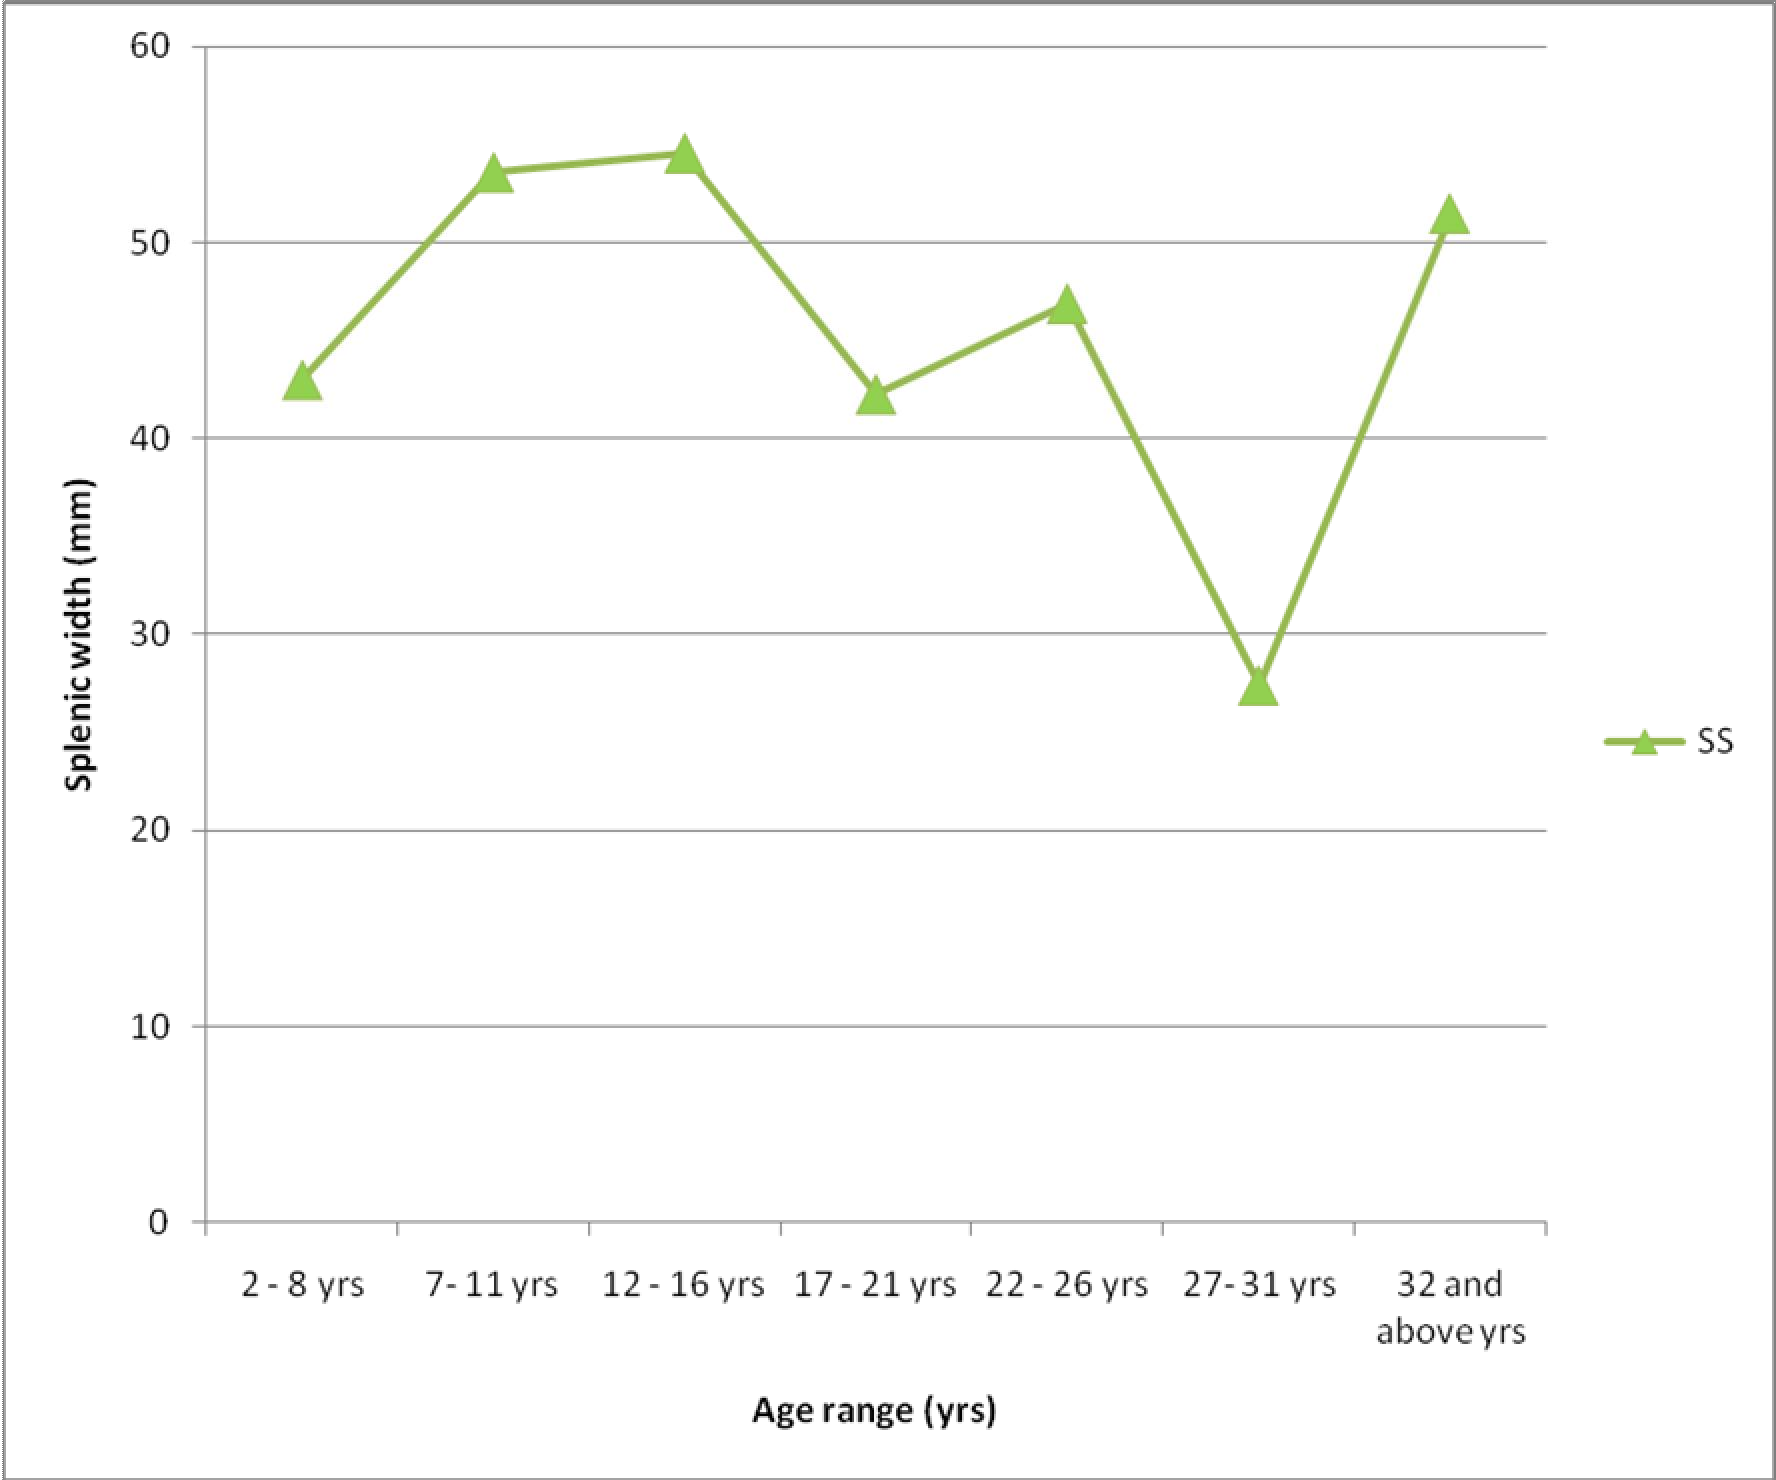 60
50
40
30
20
10
0
Splenic width (mm)
2 - 8 yrs
7- 11 yrs
12 - 16 yrs
17 - 21 yrs
22 - 26 yrs
27- 31 yrs
32 and
above yrs
Age range (yrs)
SS